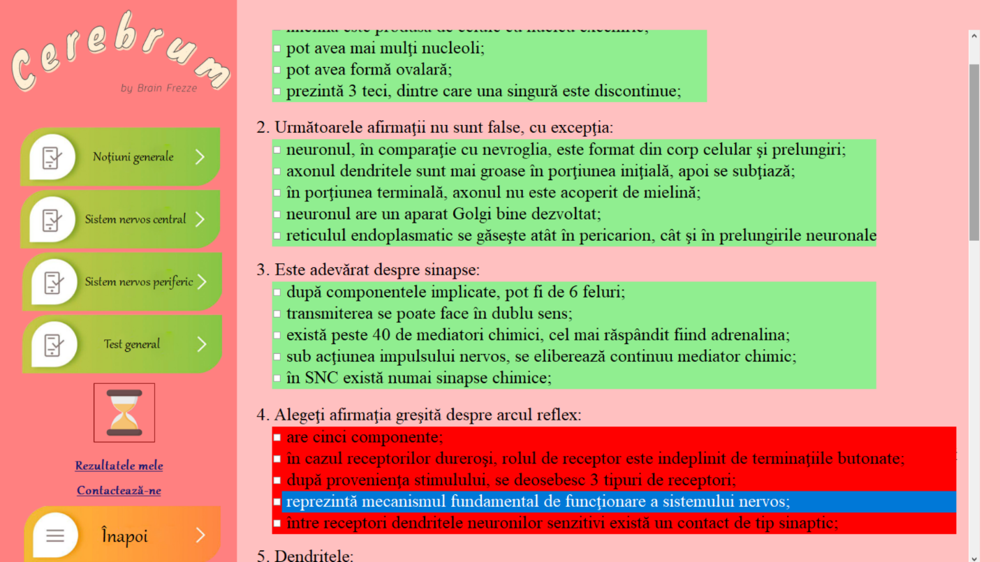 Cerebrum
by Brain Frezze
Noțiuni generale
Sistem nervos central
Sistem nervos periferic
Test general
Rezultatele mele
Contactează-ne
Înapoi
mielina este produsă de celule cu nucleu excentric;
pot avea mai mulţi nucleoli;
pot avea formă ovalară;
prezintă 3 teci, dintre care una singură este discontinue;
2. Următoarele afirmaţii nu sunt false, cu excepţia:
neuronul, în comparaţie cu nevroglia, este format din corp celular şi prelungiri;
axonul dendritele sunt mai groase în porţiunea iniţială, apoi se subţiază;
în porţiunea terminală, axonul nu este acoperit de mielină;
neuronul are un aparat Golgi bine dezvoltat;
reticulul endoplasmatic se găseşte atât în pericarion, cât şi în prelungirile neuronale
3. Este adevărat despre sinapse:
după componentele implicate, pot fi de 6 feluri;
transmiterea se poate face în dublu sens;
există peste 40 de mediatori chimici, cel mai răspândit fiind adrenalina;
sub acţiunea impulsului nervos, se eliberează continuu mediator chimic;
în SNC există numai sinapse chimice;
4. Alegeţi afirmaţia greşită despre arcul reflex:
are cinci componente;
în cazul receptorilor dureroşi, rolul de receptor este indeplinit de terminaţiile butonate;
după provenienţa stimulului, se deosebesc 3 tipuri de receptori;
reprezintă mecanismul fundamental de funcţionare a sistemului nervos;
între receptori dendritele neuronilor senzitivi există un contact de tip sinaptic;
5. Dendritele: